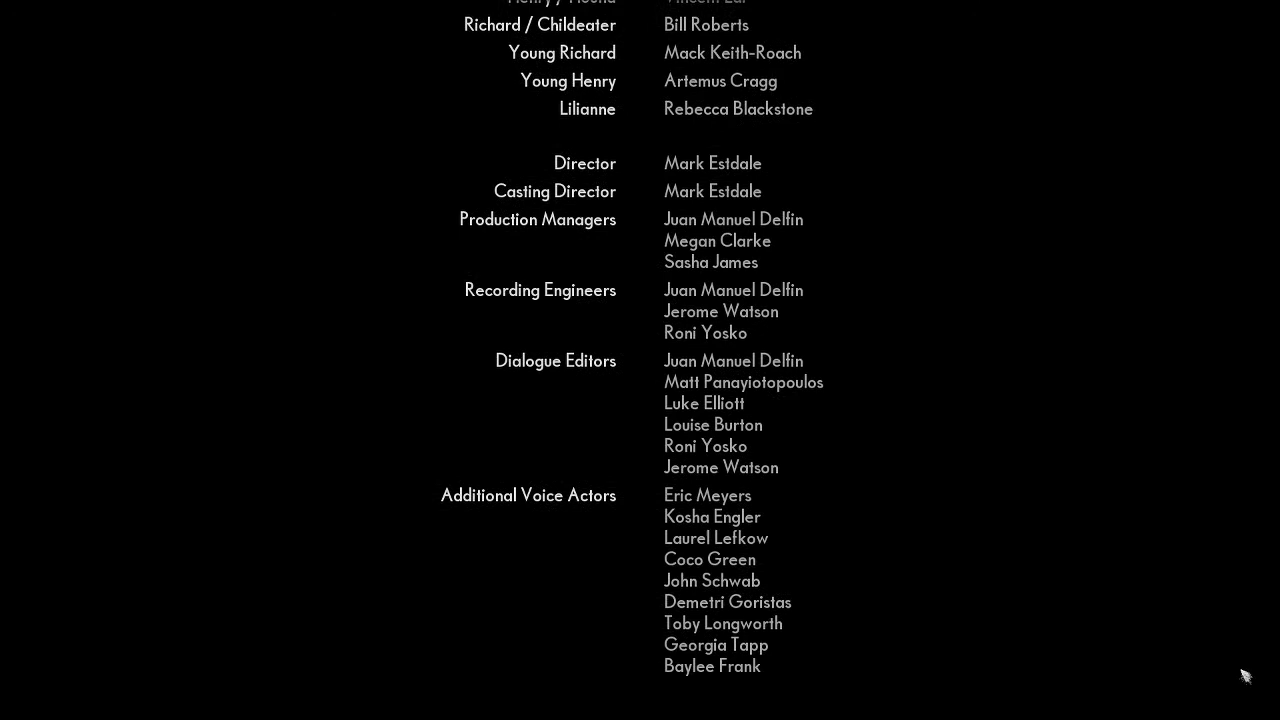 Richard / Childeater Bill Roberts
Young Richard Mack Keith-Roach
Young Henry Artemus Cragg
Lilianne Rebecca Blackstone
Director Mark Estdale
Casting Director Mark Estdale
Production Managers Juan Manuel Delfin
Megan Clarke
Sasha James
Recording Engineers Juan Manuel Delfin
Jerome Watson
Roni Yosko
Dialogue Editors Juan Manuel Delfin
Matt Panayiotopoulos
Luke Elliott
Louise Burton
Roni Yosko
Jerome Watson
Additional Voice Actors Eric Meyers
Kosha Engler
Laurel Lefkow
Coco Green
John Schwab
Demetri Goristas
Toby Longworth
Georgia Tapp
Baylee Frank